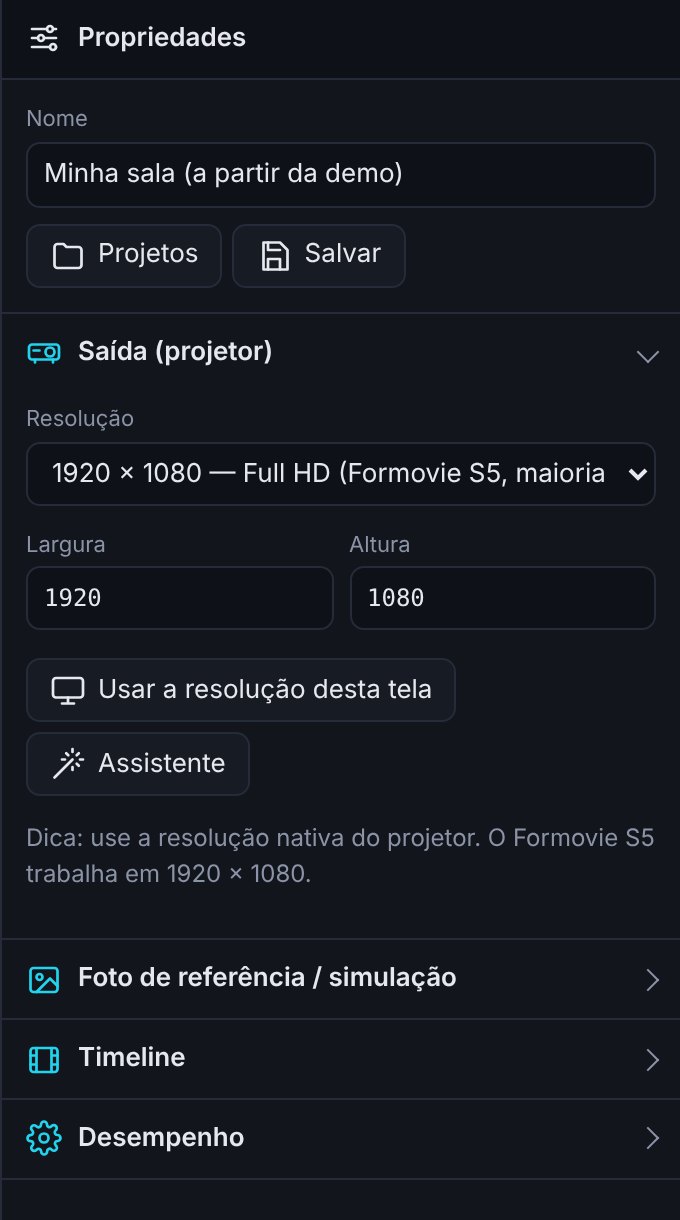 Propriedades
Nome
Minha sala (a partir da demo)
Projetos
Salvar
Saída (projetor)
Resolução
1920 × 1080 — Full HD (Formovie S5, maioria
Largura
Altura
1920
1080
Usar a resolução desta tela
Assistente
Dica: use a resolução nativa do projetor. O Formovie S5
trabalha em 1920 × 1080.
Foto de referência / simulação
Timeline
Desempenho